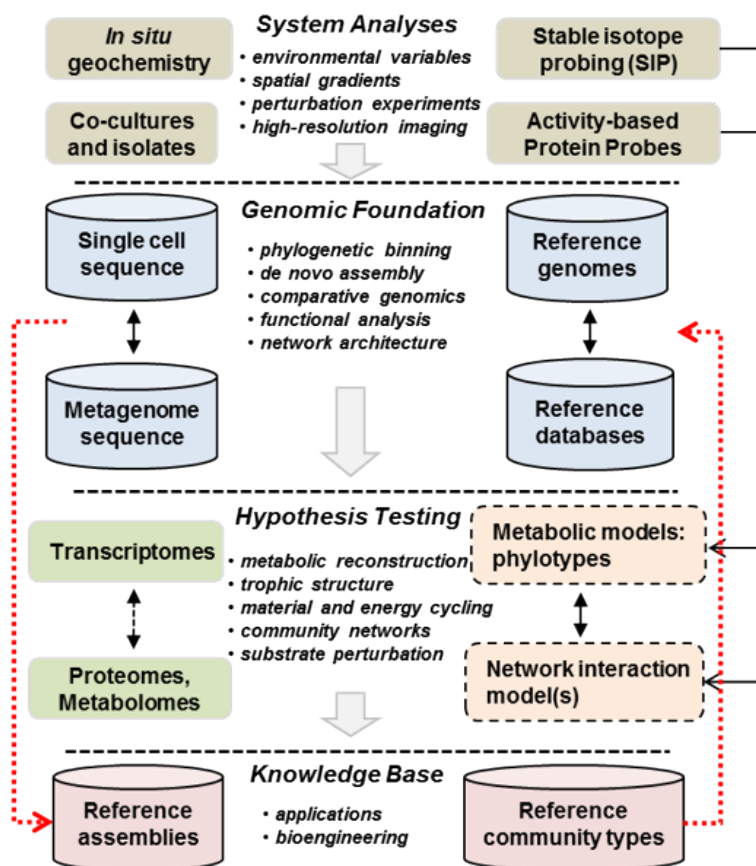 System Analyses
In situ
geochemistry
Co-cultures
and isolates
• environmental variables
• spatial gradients
• perturbation experiments
• high-resolution imaging
Stable isotope
probing (SIP)
Activity-based
Protein Probes
Genomic Foundation
Single cell
sequence
Metagenome
sequence
• phylogenetic binning
• de novo assembly
• comparative genomics
• functional analysis
• network architecture
Reference
genomes
Reference
databases
Hypothesis Testing
Transcriptomes
Proteomes,
Metabolomes
• metabolic reconstruction
• trophic structure
• material and energy cycling
• community networks
• substrate perturbation
Metabolic models:
phylotypes
Network interaction
model(s)
Knowledge Base
Reference
assemblies
• applications
• bioengineering
Reference
community types